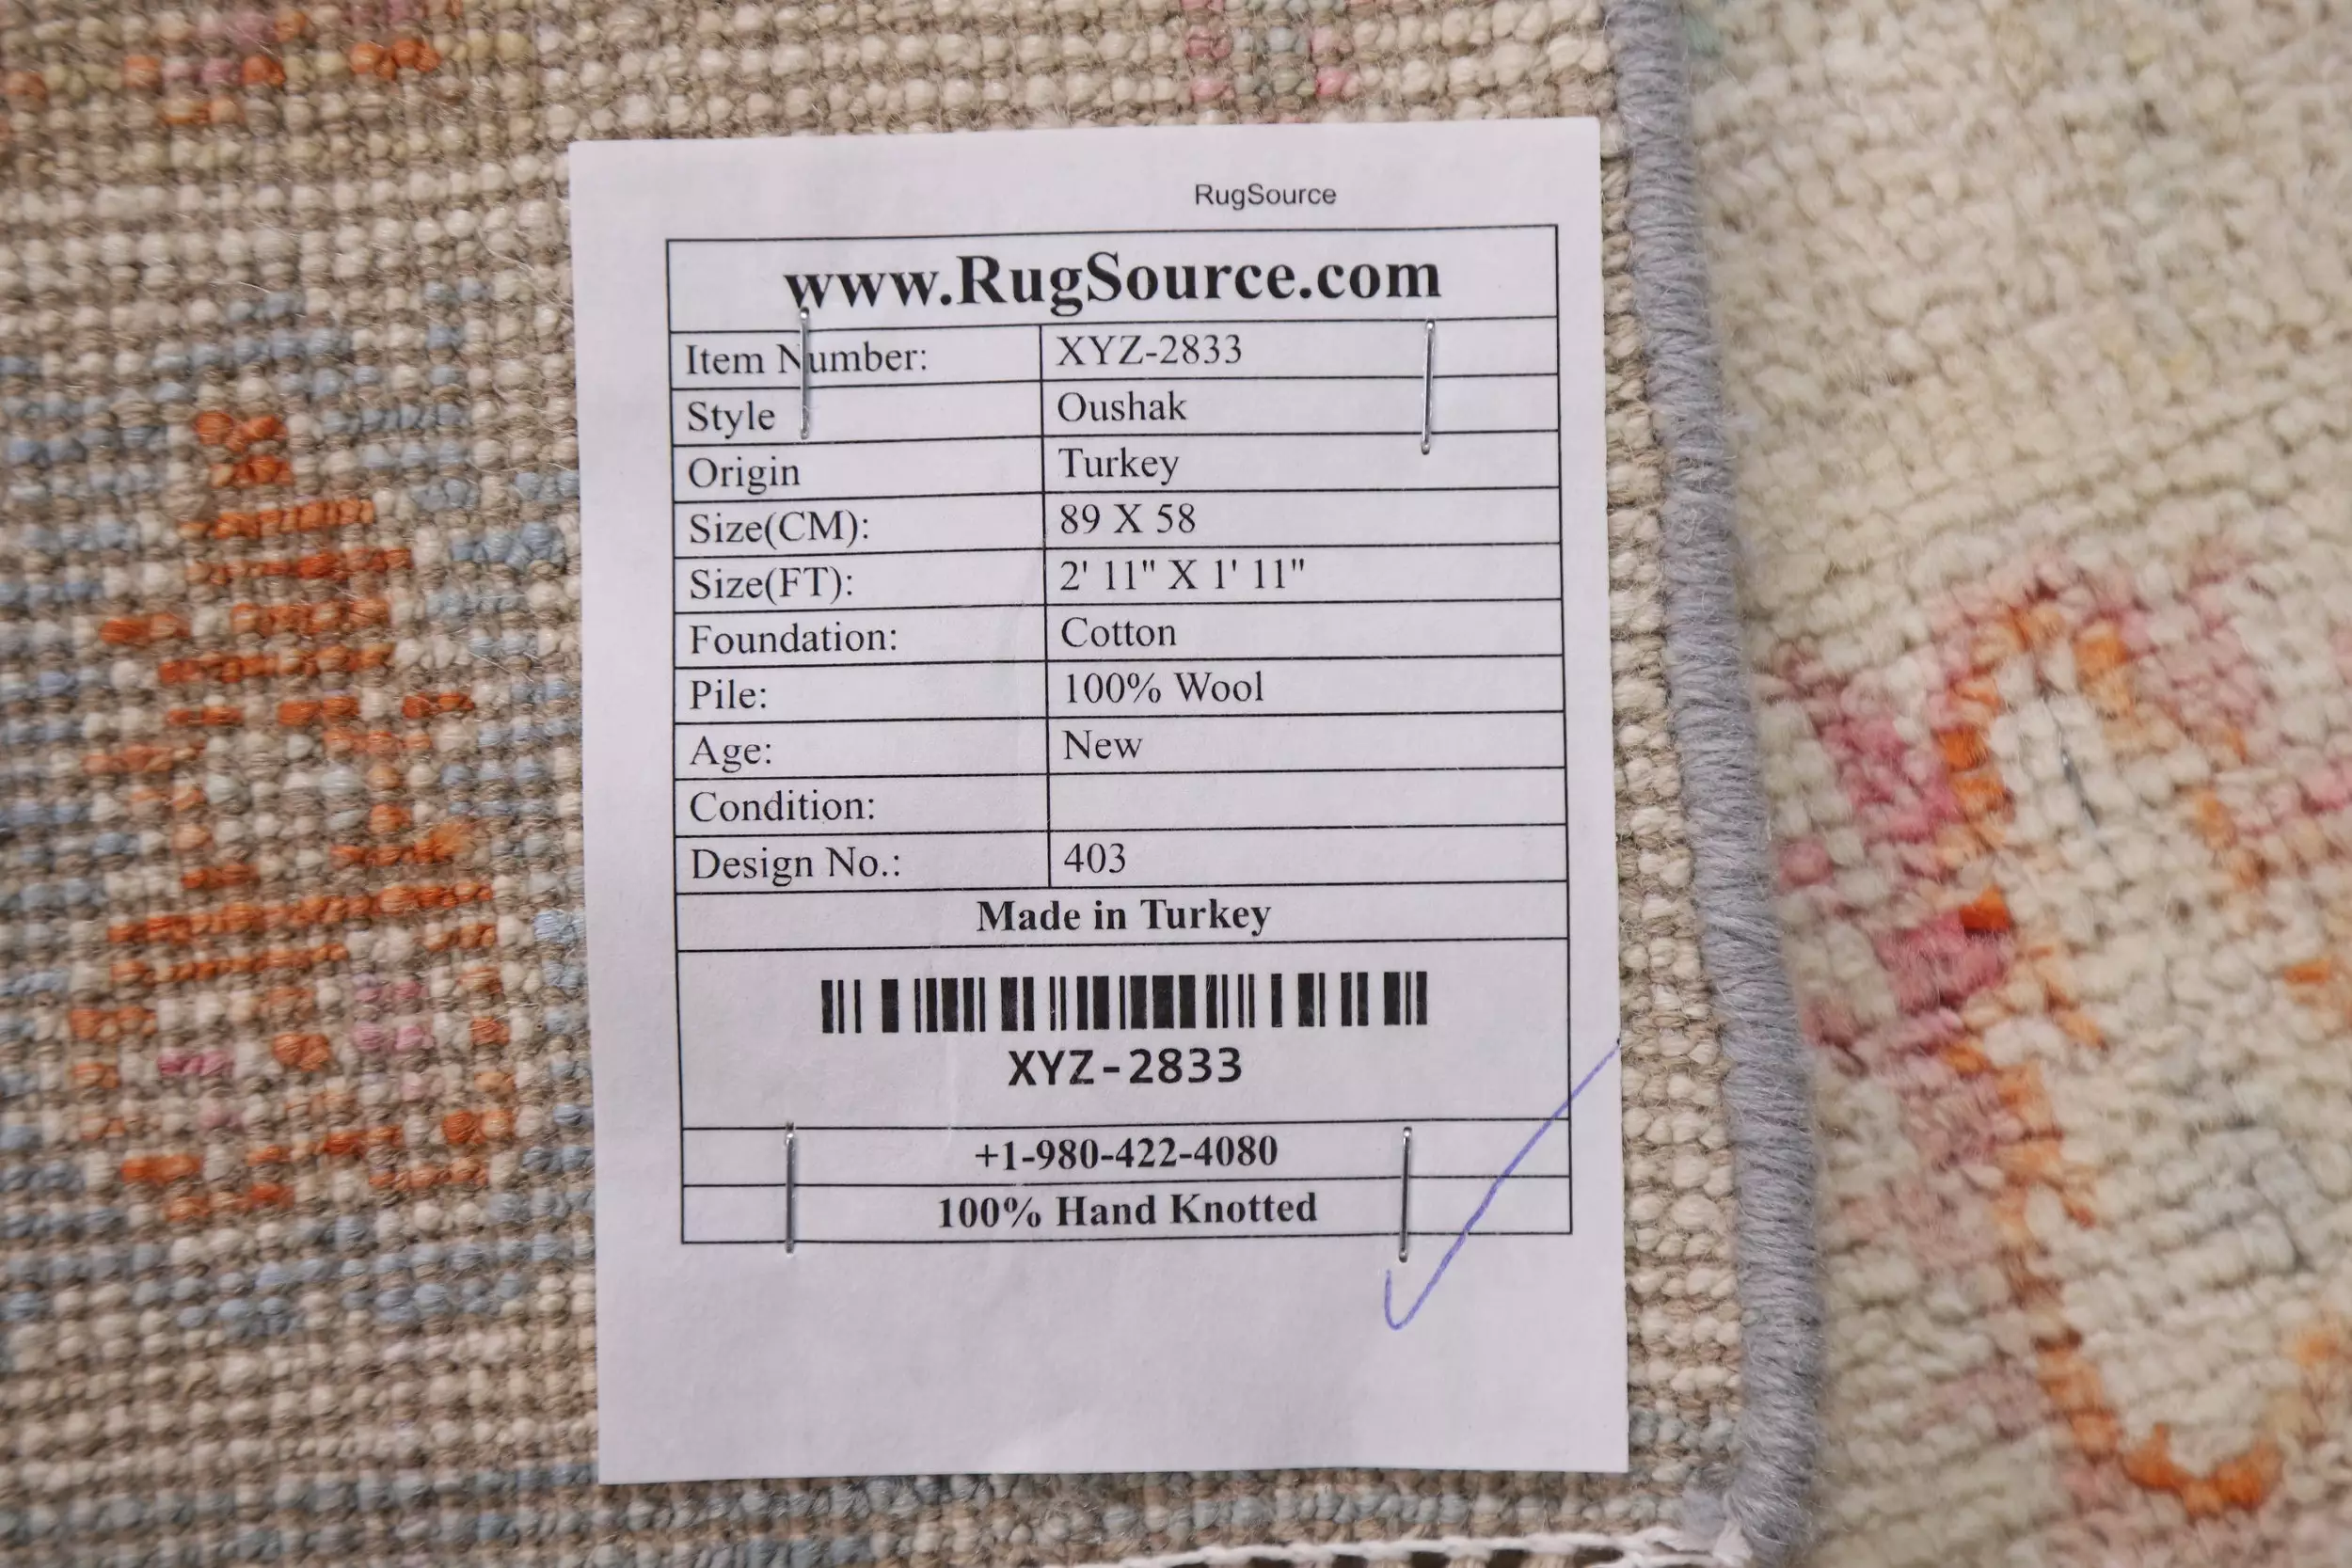 RugSource
www.RugSource.com
Item Number: XYZ-2833
Style Oushak
Origin Turkey
Size(CM): 89 X 58
Size(FT): 2' 11" X 1' 11"
Foundation: Cotton
Pile: 100% Wool
Age: New
Condition:
Design No.: 403
Made in Turkey
XYZ-2833
+1-980-422-4080
100% Hand Knotted